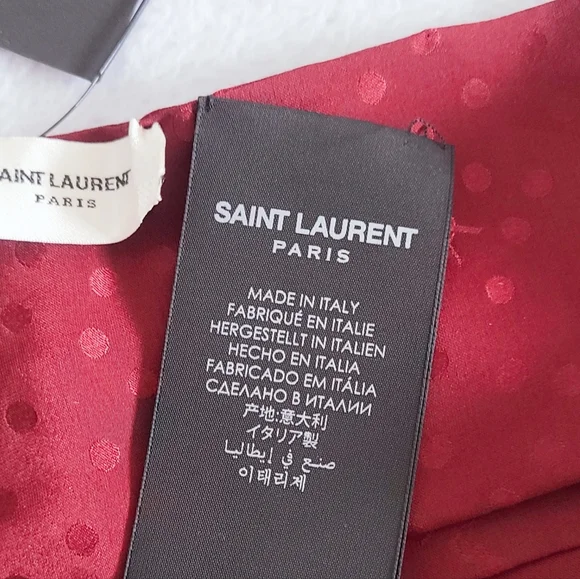 SAINT LAURENT
PARIS
SAINT LAURENT
PARIS
MADE IN ITALY
FABRIQUÉ EN ITALIE
HERGESTELLT IN ITALIEN
HECHO EN ITALIA
FABRICADO EM ITÁLIA
СДЕЛАНО В ИТАЛИИ
产地:意大利
イタリア製
صنع في إيطاليا
이태리제